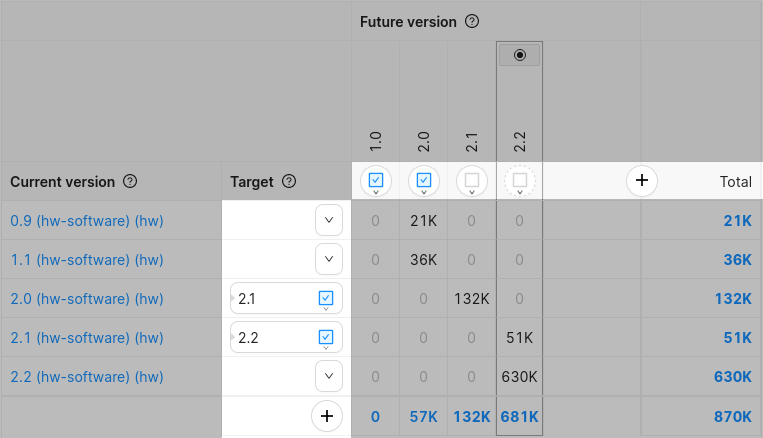 Future version
1.0 2.0 2.1 2.2
Current version Target Total
0.9 (hw-software) (hw) 0 21K 0 0 21K
1.1 (hw-software) (hw) 0 36K 0 0 36K
2.0 (hw-software) (hw) 2.1 0 0 132K 0 132K
2.1 (hw-software) (hw) 2.2 0 0 0 51K 51K
2.2 (hw-software) (hw) 0 0 0 630K 630K
0 57K 132K 681K 870K